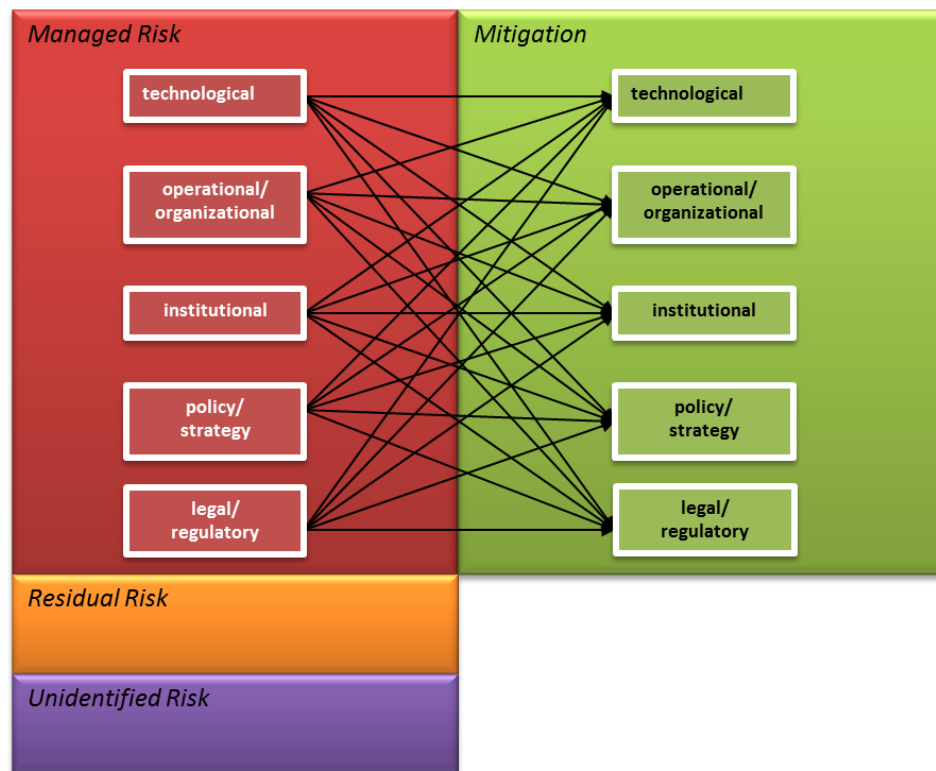 Managed Risk
technological
operational/
organizational
institutional
policy/
strategy
legal/
regulatory
Mitigation
technological
operational/
organizational
institutional
policy/
strategy
legal/
regulatory
Residual Risk
Unidentified Risk